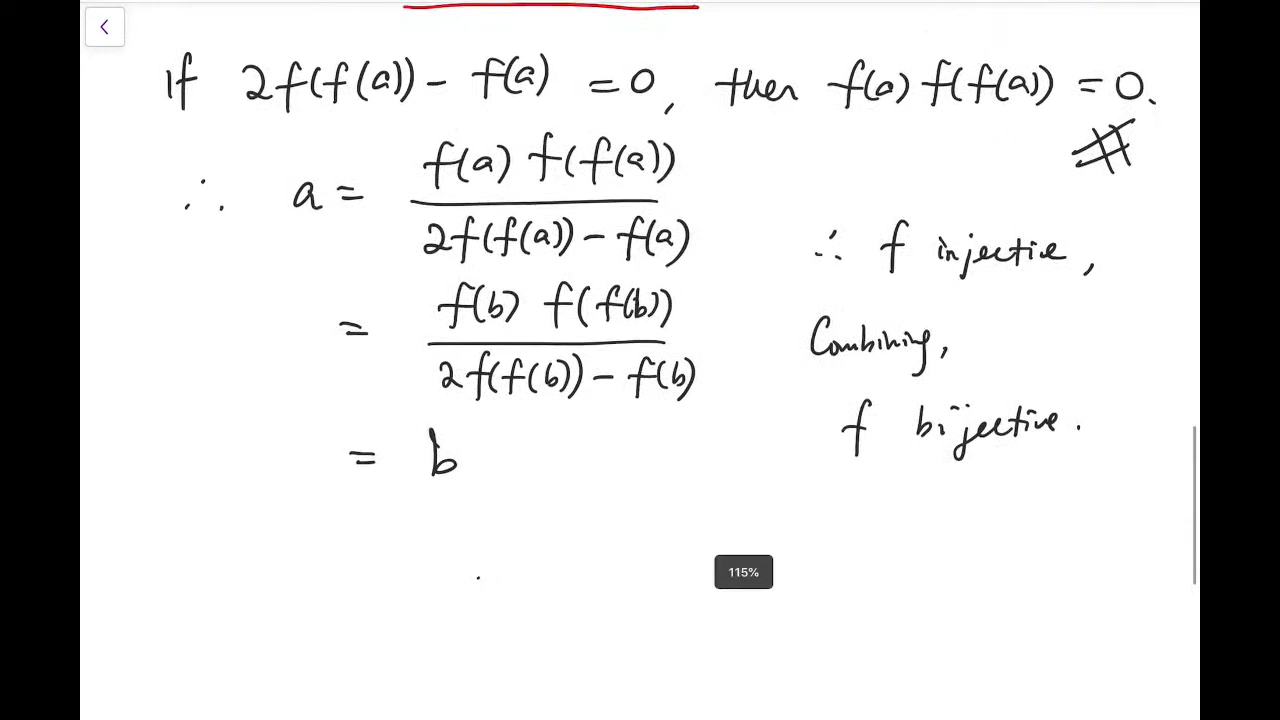 If 2f(f(a)) - f(a) = 0, then f(a) f(f(a)) = 0.
∴ a = f(a) f(f(a)) / 2f(f(a)) - f(a)
= f(b) f(f(b)) / 2f(f(b)) - f(b)
= b
∴ f injective,
Combining,
f bijective.
115%